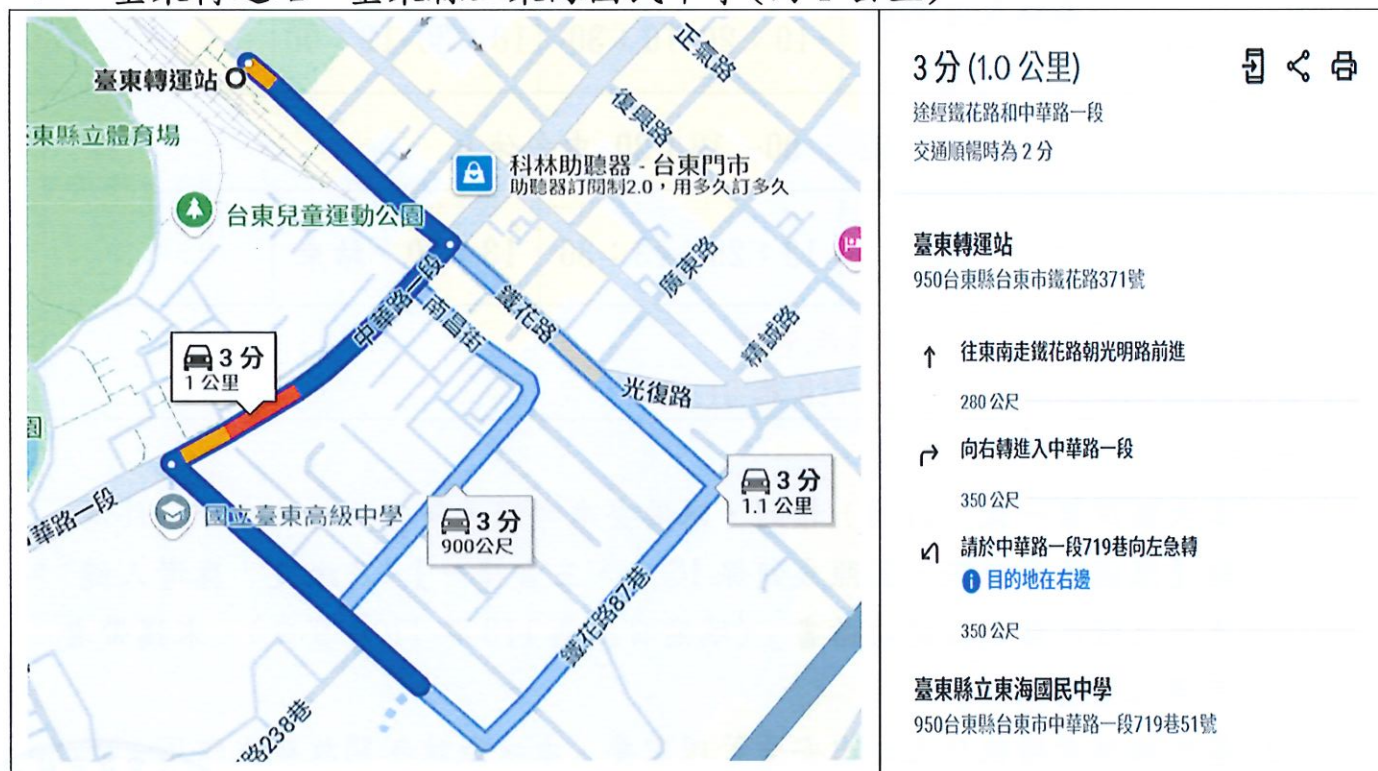 臺東轉運站
東縣立體育場
台東兒童運動公園
科林助聽器 - 台東門市
助聽器訂閱制2.0，用多久訂多久
正氣路
復興路
廣東路
精誠路
中華路一段
南昌街
鐵花路
光復路
3 分
1 公里
園
華路一段
國立臺東高級中學
3 分
900公尺
3 分
1.1 公里
鐵花路87巷
路238巷
3 分 (1.0 公里)
途經鐵花路和中華路一段
交通順暢時為 2 分
臺東轉運站
950台東縣台東市鐵花路371號
往東南走鐵花路朝光明路前進
280 公尺
向右轉進入中華路一段
350 公尺
請於中華路一段719巷向左急轉
目的地在右邊
350 公尺
臺東縣立東海國民中學
950台東縣台東市中華路一段719巷51號